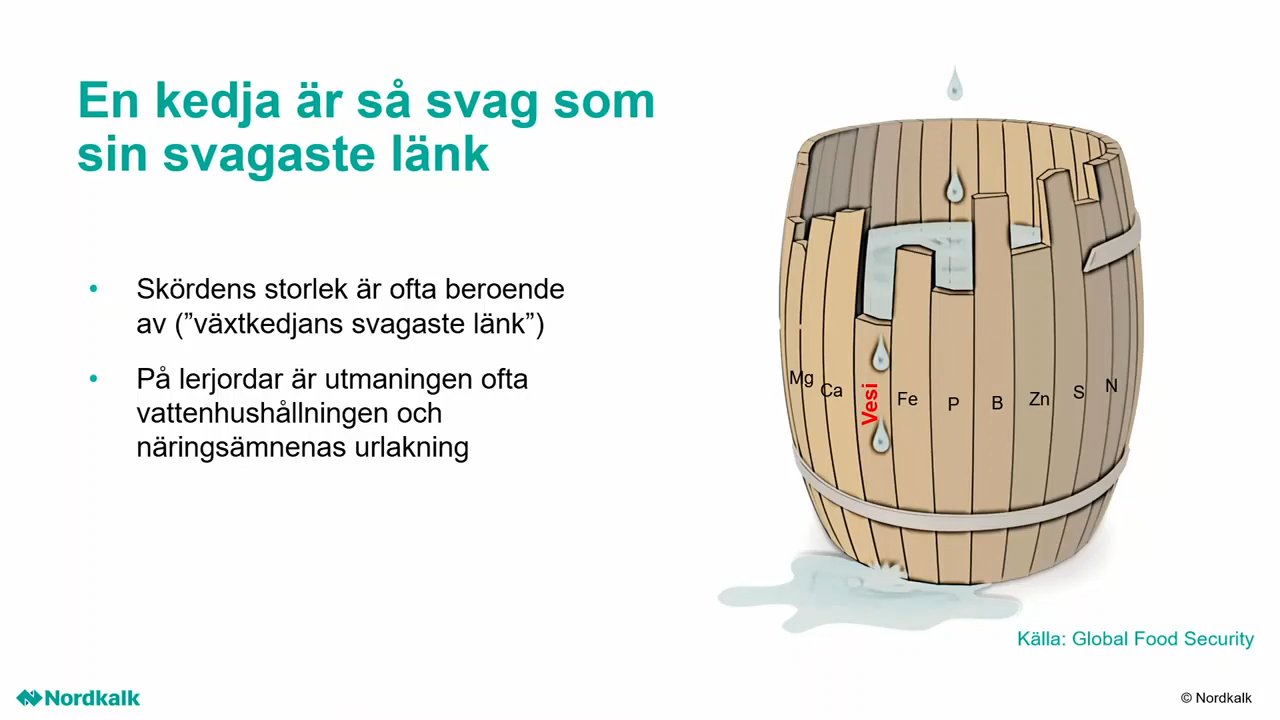 En kedja är så svag som
sin svagaste länk
• Skördens storlek är ofta beroende
av (”växtkedjans svagaste länk”)
• På lerjordar är utmaningen ofta
vattenhushållningen och
näringsämnenas urlakning
Mg Ca Vesi Fe P B Zn S N
Källa: Global Food Security
Nordkalk
© Nordkalk